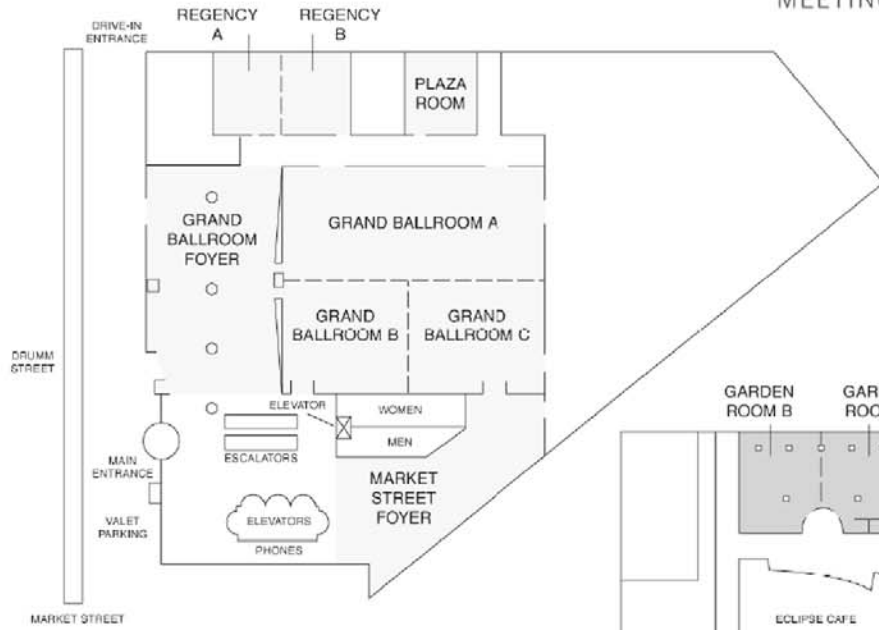 MEETING
DRIVE-IN
ENTRANCE
REGENCY
A
REGENCY
B
PLAZA
ROOM
GRAND
BALLROOM
FOYER
GRAND BALLROOM A
GRAND
BALLROOM B
GRAND
BALLROOM C
DRUMM
STREET
ELEVATOR
WOMEN
MEN
ESCALATORS
MAIN
ENTRANCE
MARKET
STREET
FOYER
VALET
PARKING
ELEVATORS
PHONES
MARKET STREET
GARDEN
ROOM B
GAR
ROO
ECLIPSE CAFE